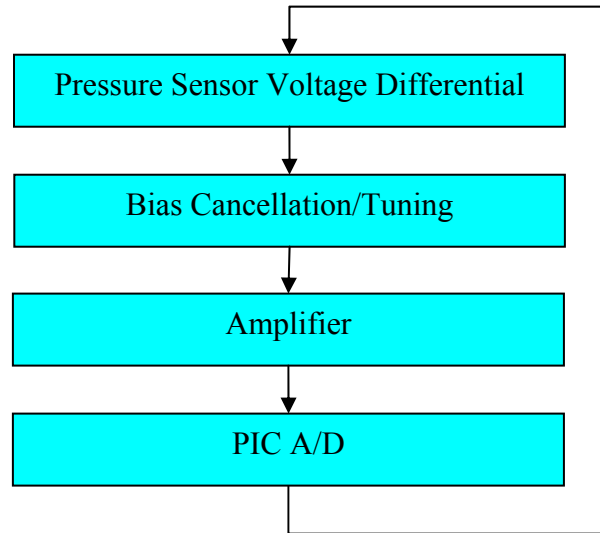 Pressure Sensor Voltage Differential
Bias Cancellation/Tuning
Amplifier
PIC A/D